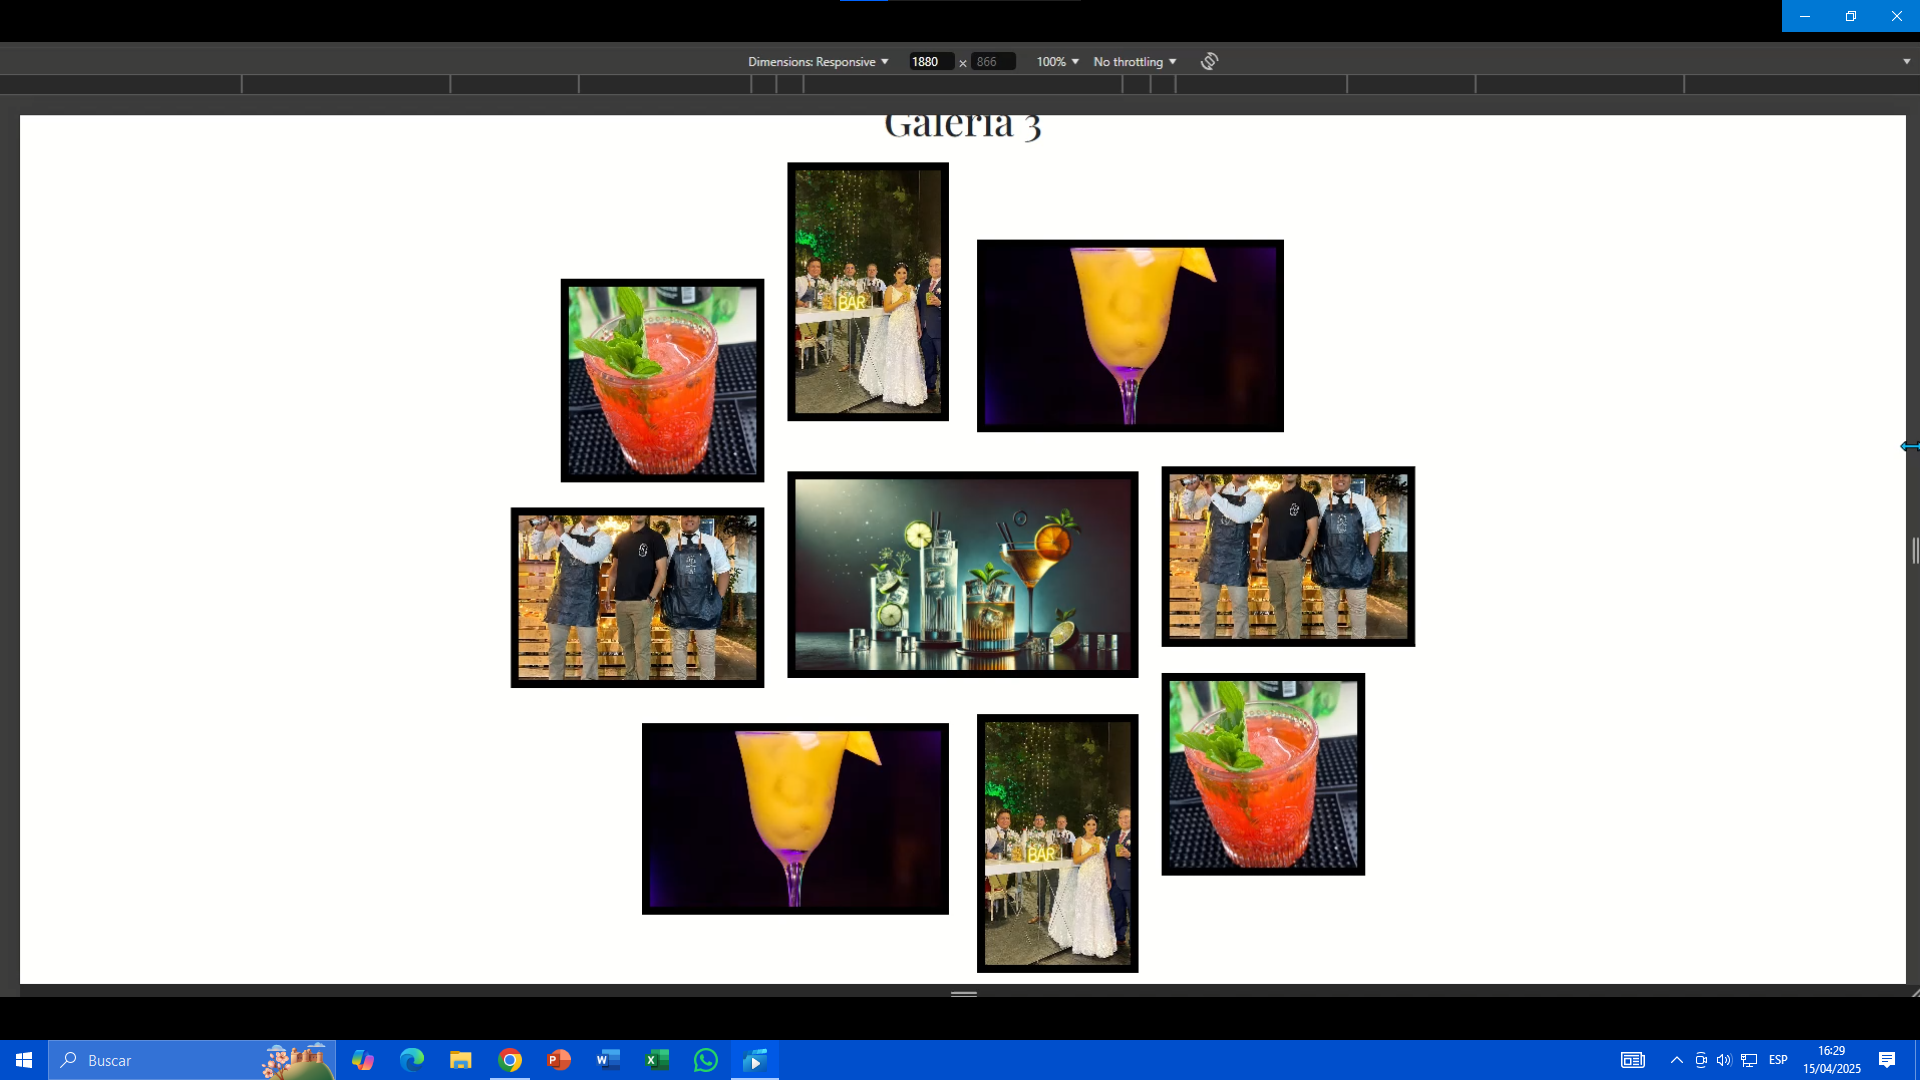 Dimensions: Responsive
1880 × 866
100%
No throttling
Galería 3
BAR
BAR
Buscar
ESP
16:29
15/04/2025